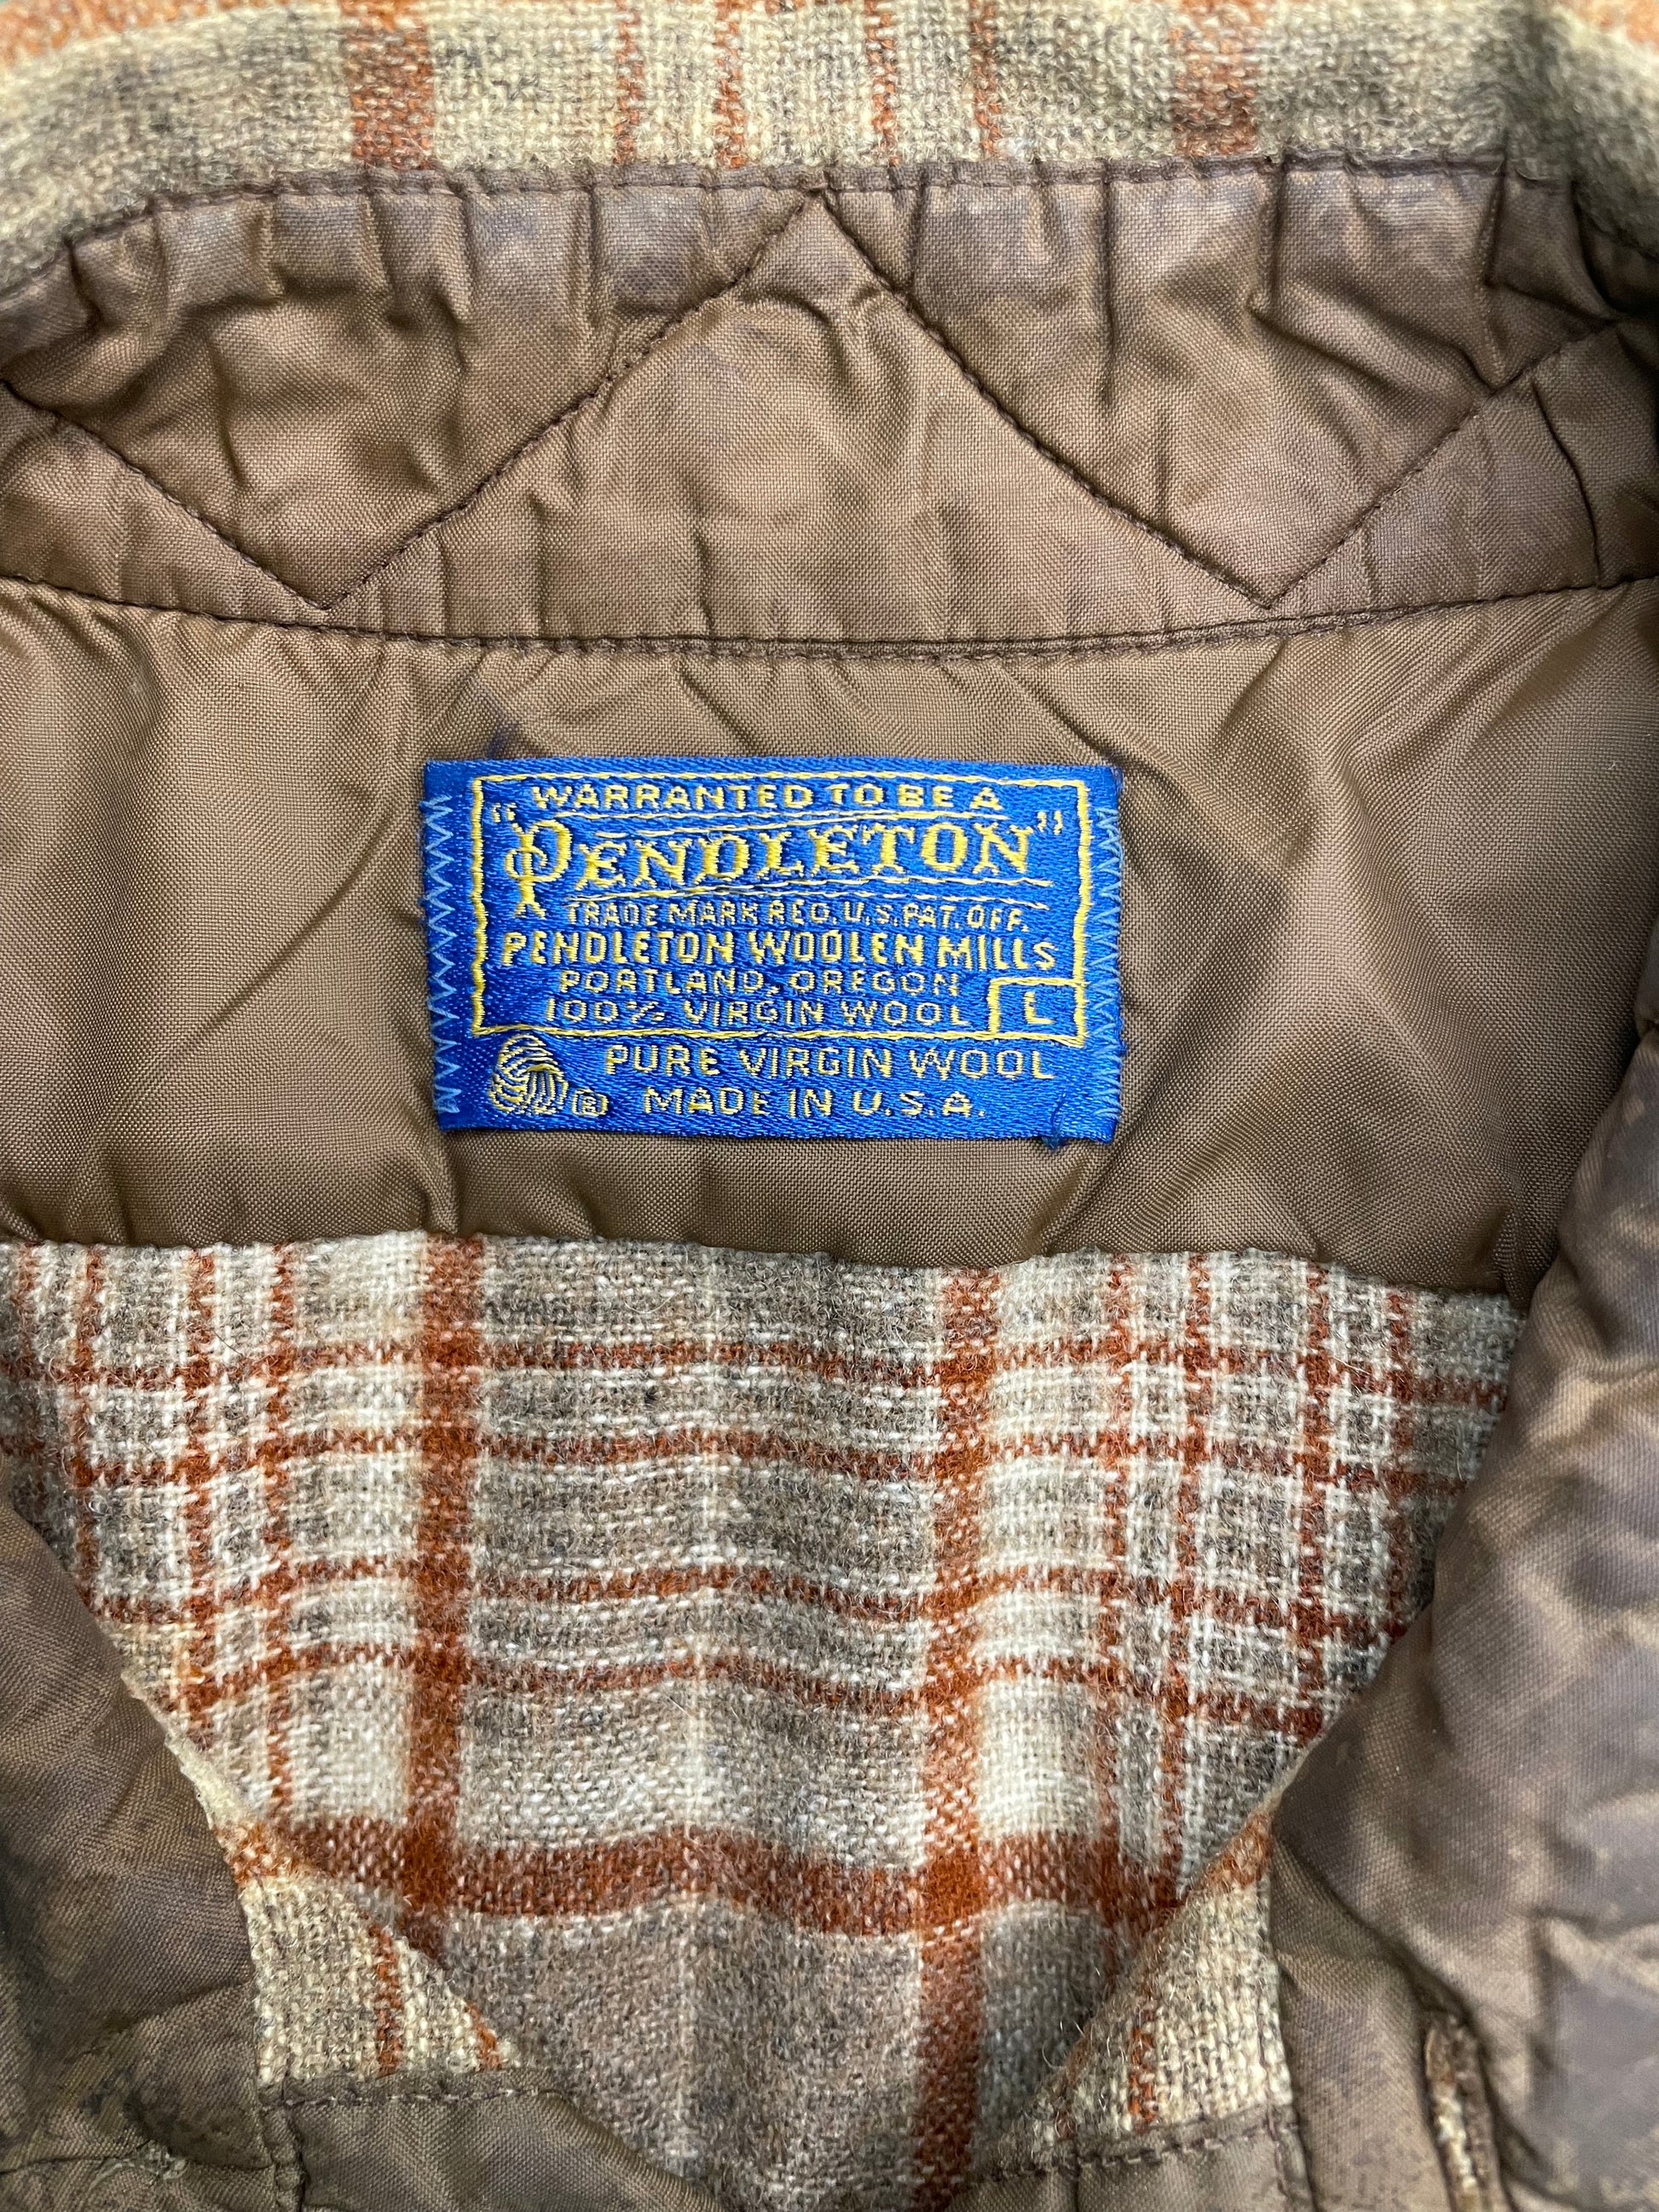 WARRANTED TO BE A
"PENDLETON"
TRADE MARK REG. U.S. PAT. OFF.
PENDLETON WOOLEN MILLS
PORTLAND, OREGON
100% VIRGIN WOOL L
PURE VIRGIN WOOL
® MADE IN U.S.A.